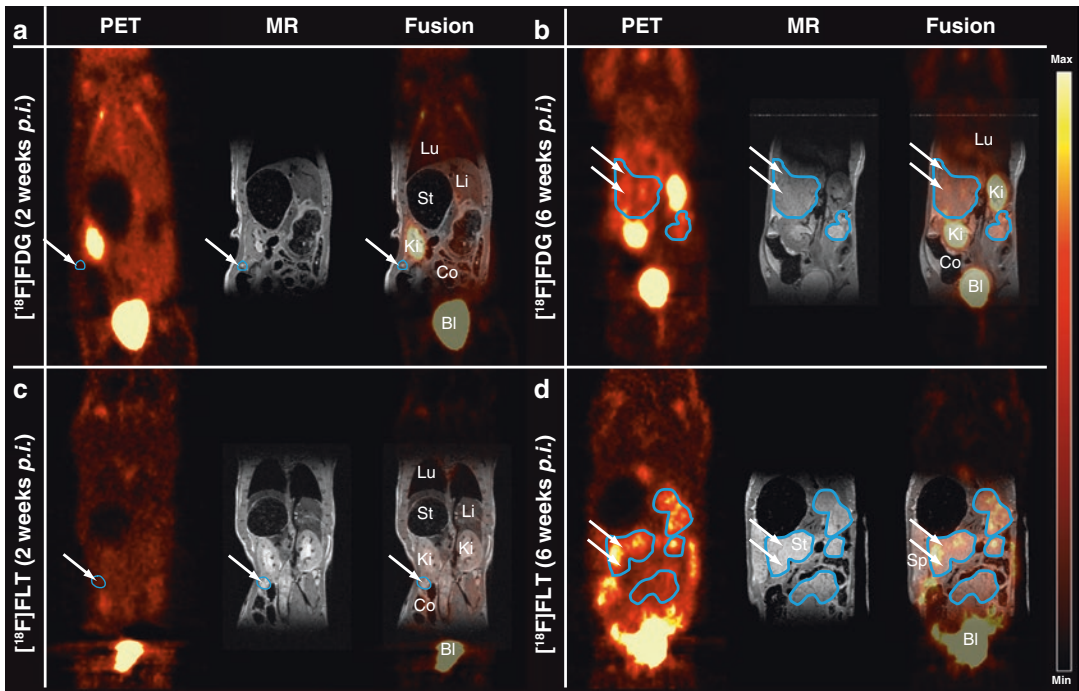 a PET MR Fusion
b PET MR Fusion
[¹⁸F]FDG (2 weeks p.i.)
Lu
Li
St
Ki
Co
Bl
[¹⁸F]FDG (6 weeks p.i.)
Lu
Ki
Ki
Co
Bl
Max
c
[¹⁸F]FLT (2 weeks p.i.)
Lu
Li
St
Ki
Ki
Co
Bl
d
[¹⁸F]FLT (6 weeks p.i.)
St
Sp
Bl
Min